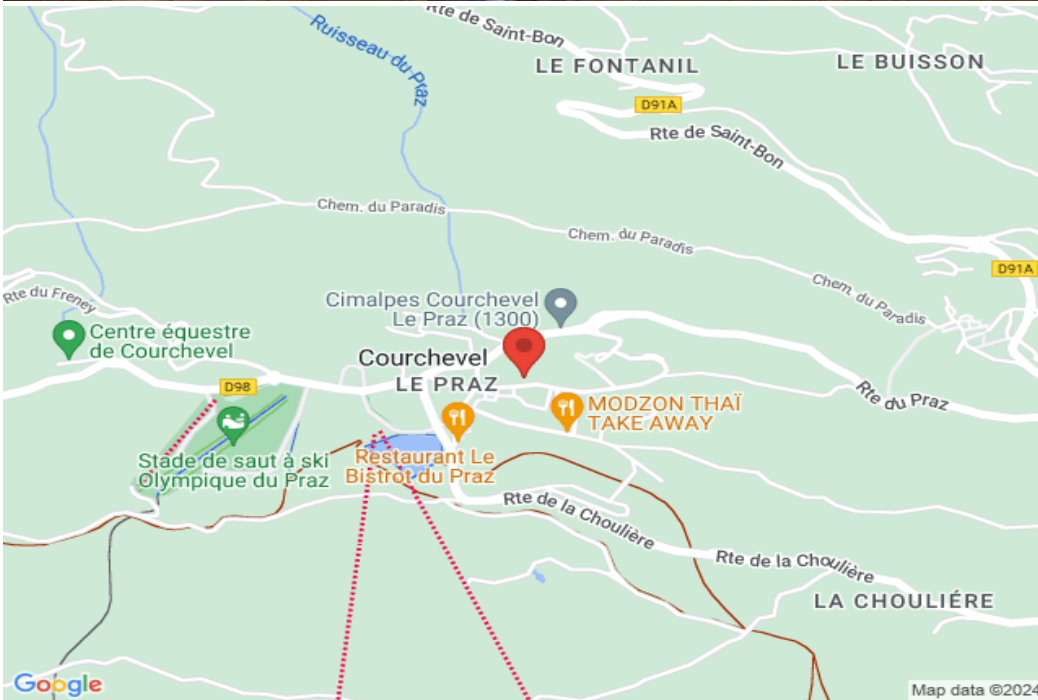 Rte de Saint-Bon
Ruisseau du Praz
LE FONTANIL
LE BUISSON
D91A
Rte de Saint-Bon
Chem. du Paradis
Chem. du Paradis
D91A
Chem. du Paradis
Rte du Freney
Cimalpes Courchevel
Le Praz (1300)
Centre équestre
de Courchevel
Courchevel
LE PRAZ
D98
Rte du Praz
MODZON THAÏ
TAKE AWAY
Stade de saut à ski
Olympique du Praz
Restaurant Le
Bistrot du Praz
Rte de la Choulière
Rte de la Choulière
LA CHOULIÉRE
Google
Map data ©2024